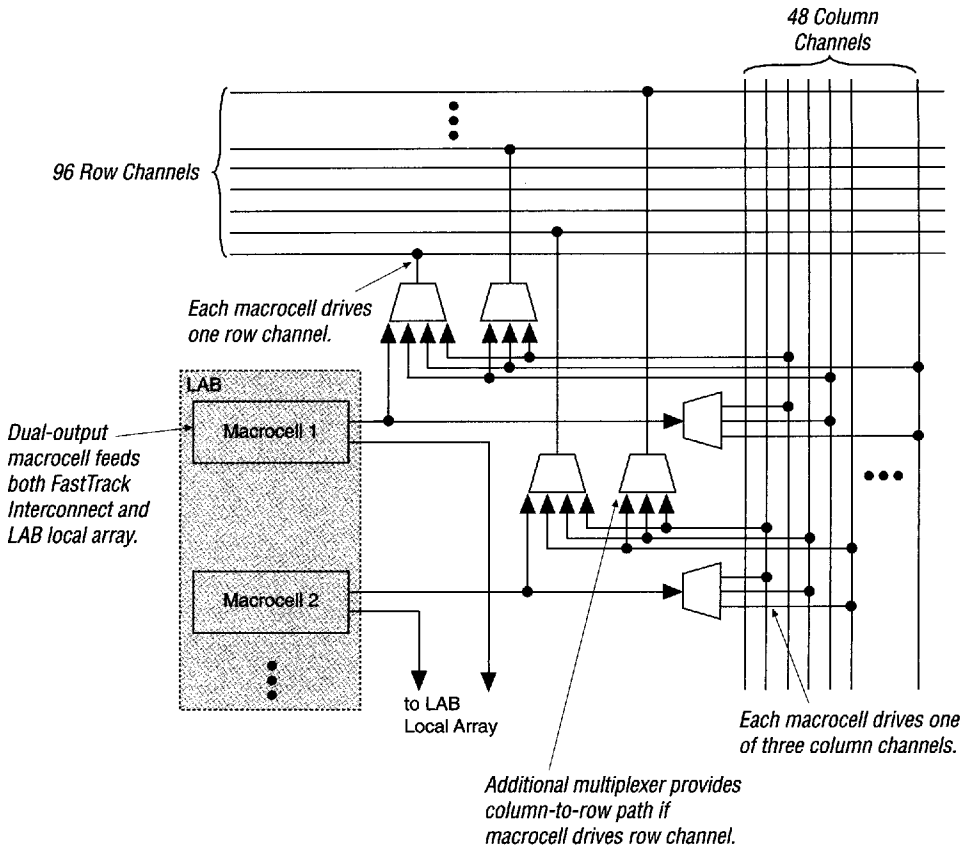 48 Column
Channels
96 Row Channels
Each macrocell drives
one row channel.
LAB
Macrocell 1
Dual-output
macrocell feeds
both FastTrack
Interconnect and
LAB local array.
Macrocell 2
to LAB
Local Array
Each macrocell drives one
of three column channels.
Additional multiplexer provides
column-to-row path if
macrocell drives row channel.